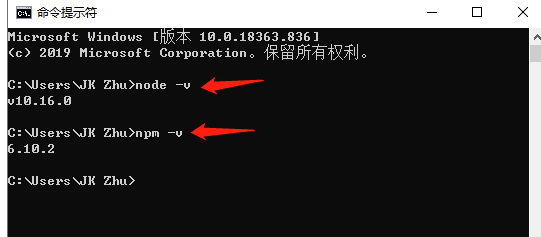 命令提示符
Microsoft Windows [版本 10.0.18363.836]
(c) 2019 Microsoft Corporation。保留所有权利。
C:\Users\JK Zhu>node -v
v10.16.0
C:\Users\JK Zhu>npm -v
6.10.2
C:\Users\JK Zhu>